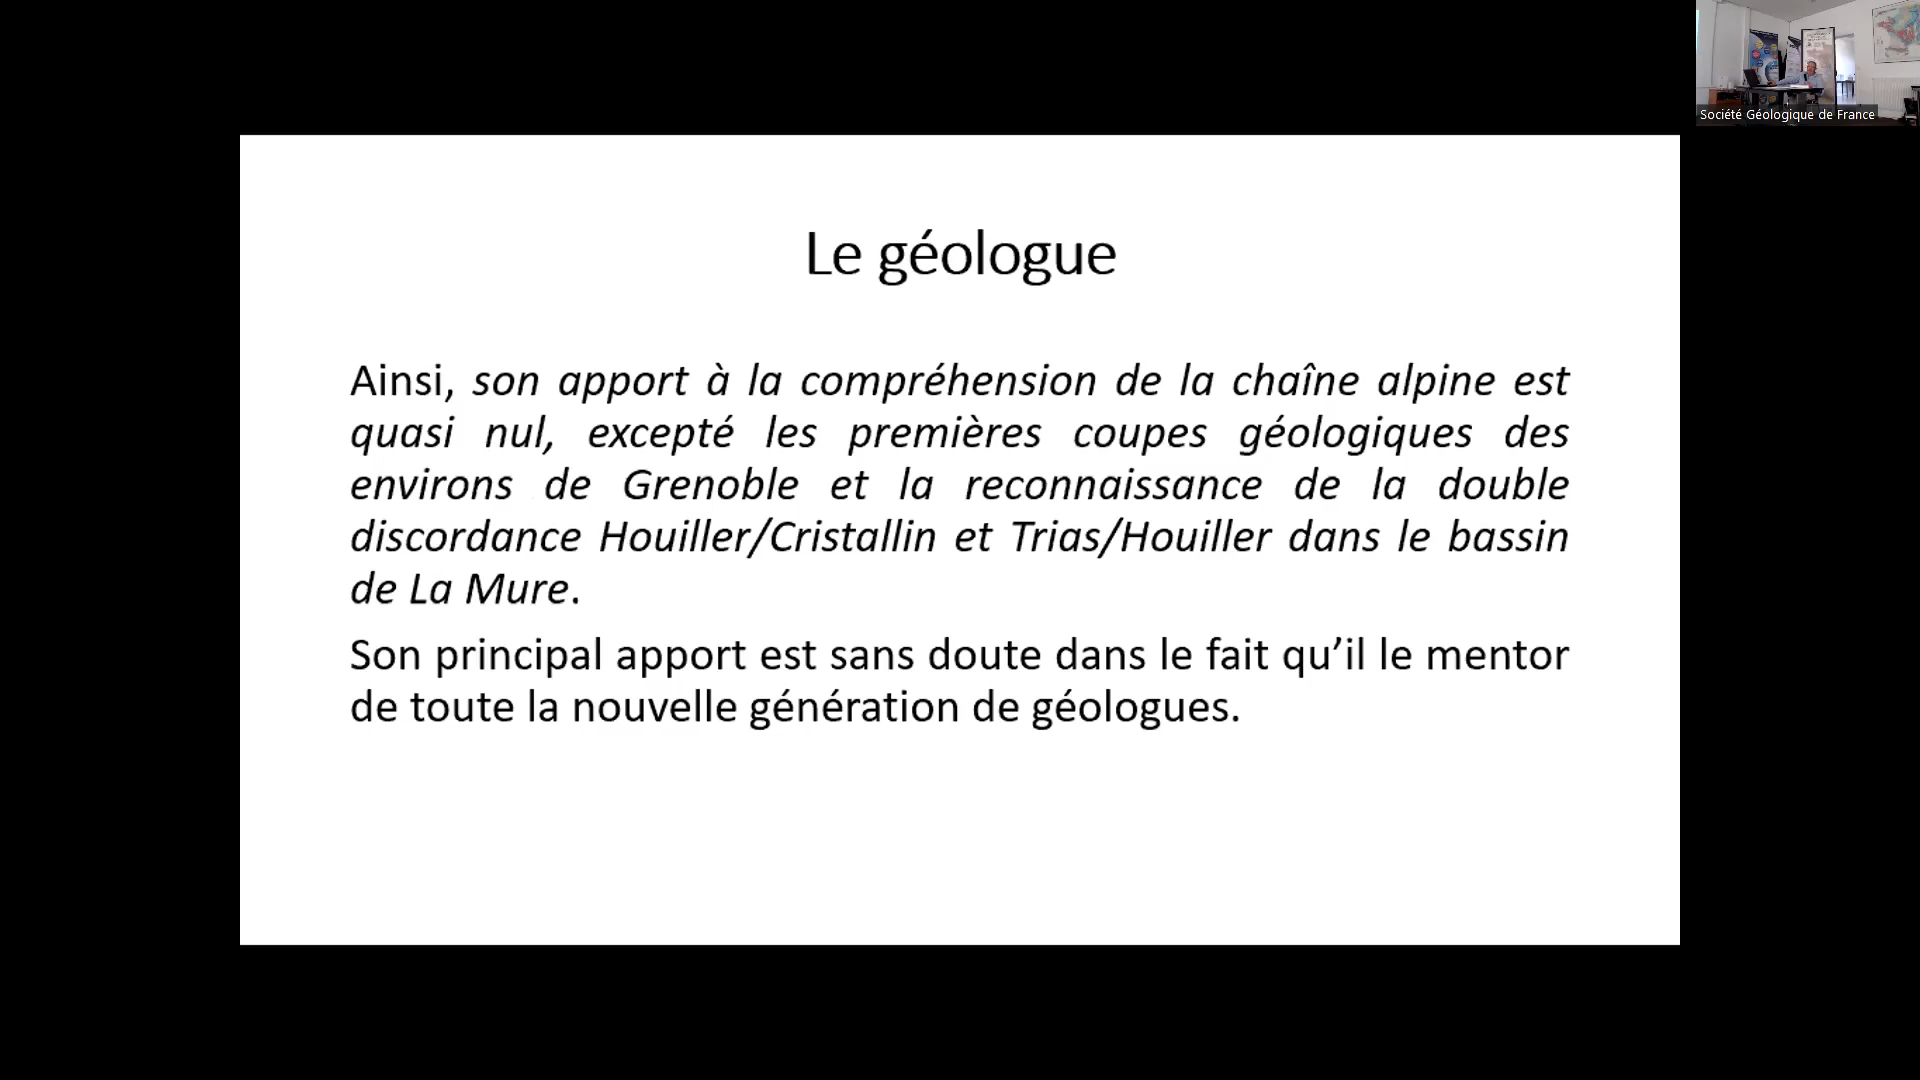 Société Géologique de France
Le géologue
Ainsi, son apport à la compréhension de la chaîne alpine est
quasi nul, excepté les premières coupes géologiques des
environs de Grenoble et la reconnaissance de la double
discordance Houiller/Cristallin et Trias/Houiller dans le bassin
de La Mure.
Son principal apport est sans doute dans le fait qu’il le mentor
de toute la nouvelle génération de géologues.